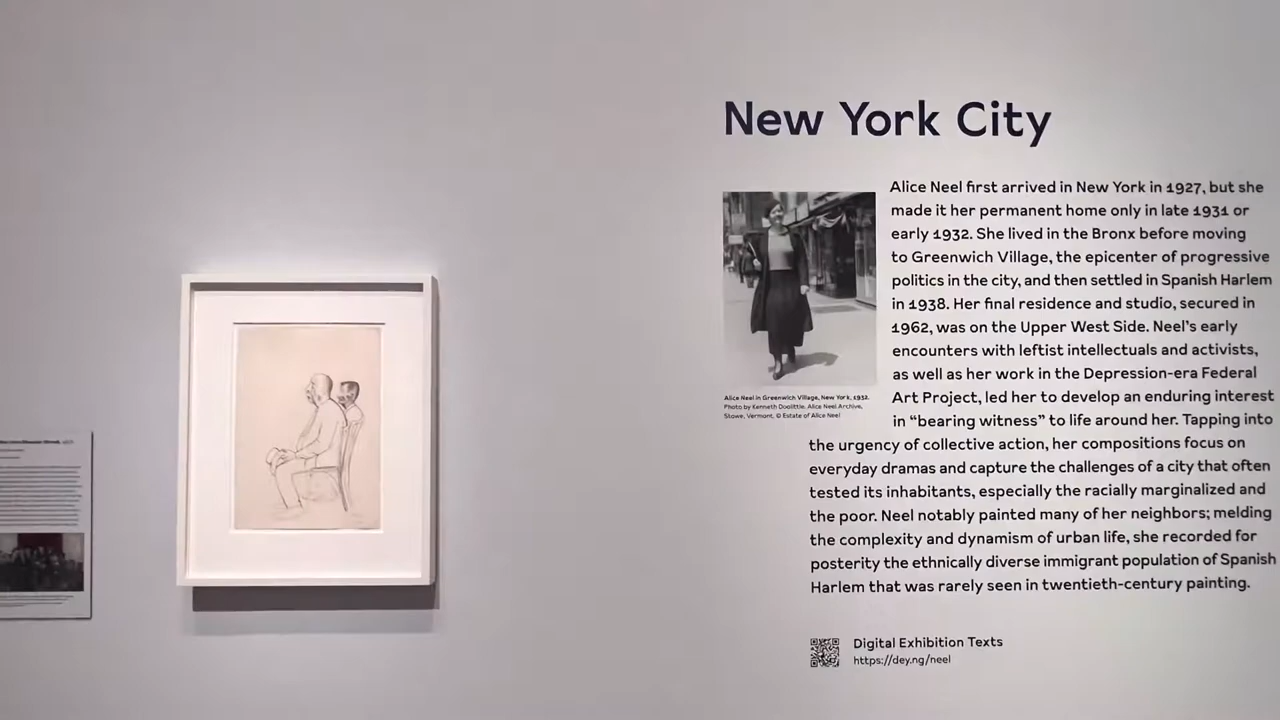 New York City
Alice Neel first arrived in New York in 1927, but she
made it her permanent home only in late 1931 or
early 1932. She lived in the Bronx before moving
to Greenwich Village, the epicenter of progressive
politics in the city, and then settled in Spanish Harlem
in 1938. Her final residence and studio, secured in
1962, was on the Upper West Side. Neel’s early
encounters with leftist intellectuals and activists,
as well as her work in the Depression-era Federal
Art Project, led her to develop an enduring interest
in “bearing witness” to life around her. Tapping into
the urgency of collective action, her compositions focus on
everyday dramas and capture the challenges of a city that often
tested its inhabitants, especially the racially marginalized and
the poor. Neel notably painted many of her neighbors; melding
the complexity and dynamism of urban life, she recorded for
posterity the ethnically diverse immigrant population of Spanish
Harlem that was rarely seen in twentieth-century painting.
Alice Neel in Greenwich Village, New York, 1932.
Photo by Kenneth Doolittle. Alice Neel Archive,
Stowe, Vermont. © Estate of Alice Neel
Digital Exhibition Texts
https://dey.ng/neel